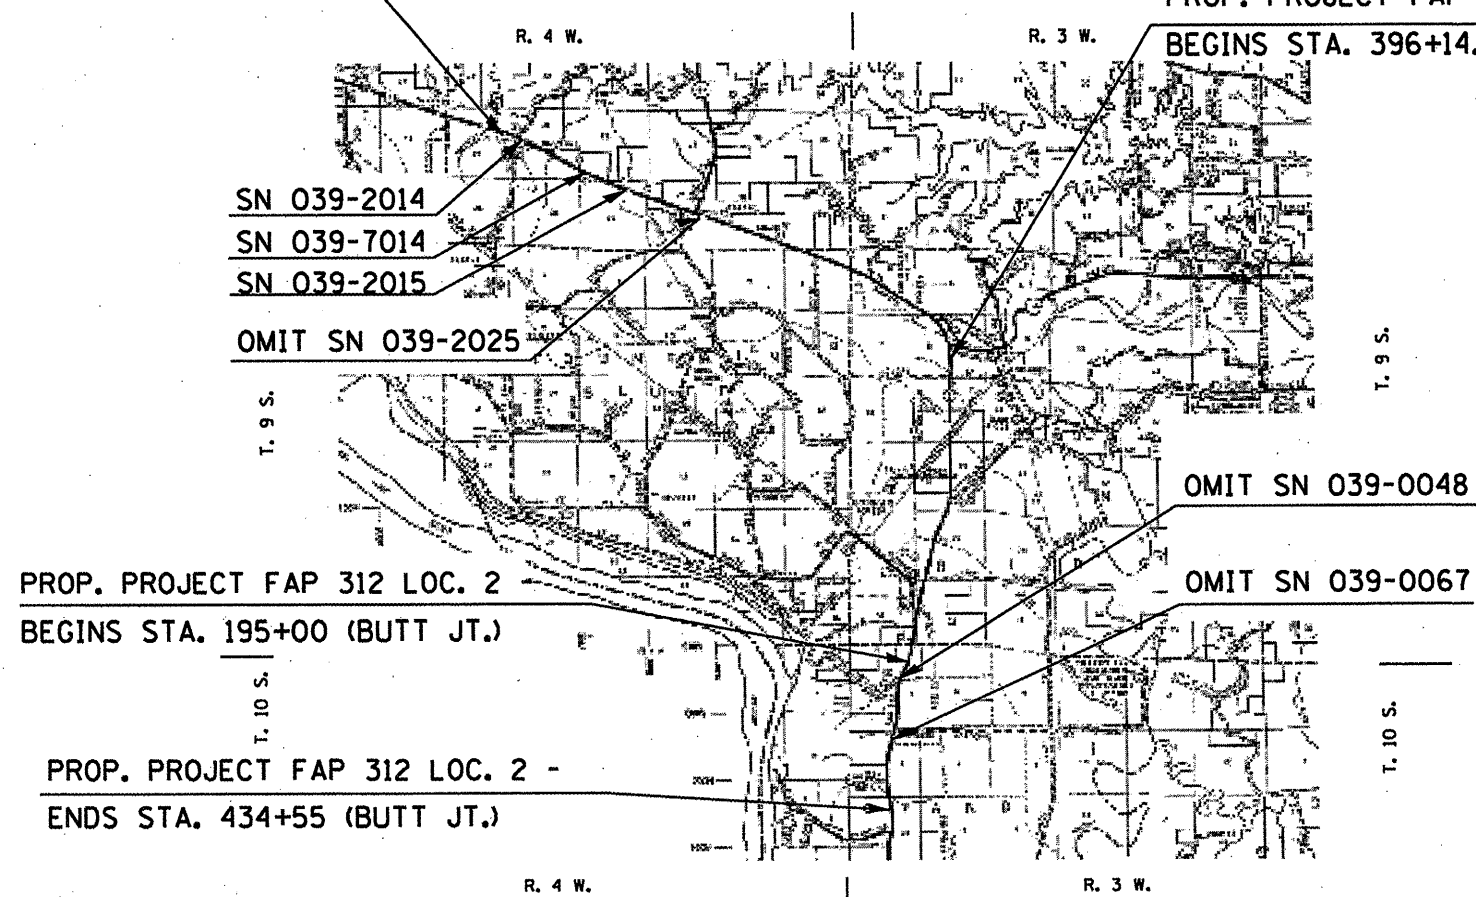 PROP. PROJECT FAP
BEGINS STA. 396+14.
R. 4 W.
R. 3 W.
SN 039-2014
SN 039-7014
SN 039-2015
OMIT SN 039-2025
T. 9 S.
T. 9 S.
OMIT SN 039-0048
OMIT SN 039-0067
PROP. PROJECT FAP 312 LOC. 2
BEGINS STA. 195+00 (BUTT JT.)
T. 10 S.
T. 10 S.
PROP. PROJECT FAP 312 LOC. 2 -
ENDS STA. 434+55 (BUTT JT.)
R. 4 W.
R. 3 W.